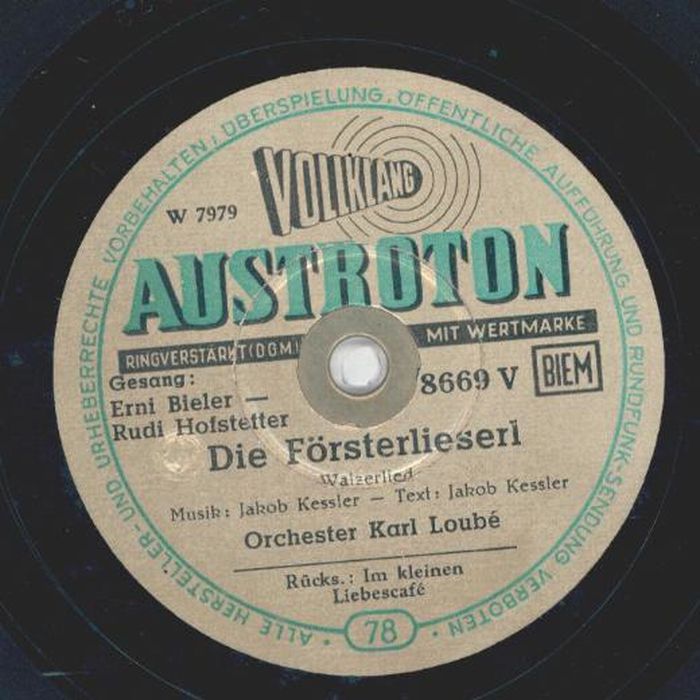 ALLE HERSTELLER- UND URHEBERRECHTE VORBEHALTEN; ÜBERSPIELUNG, ÖFFENTLICHE AUFFÜHRUNG UND RUNDFUNK-SENDUNG VERBOTEN
VOLLKLANG
W 7979
AUSTROTON
RINGVERSTÄRKT (DGM) MIT WERTMARKE
8669 V BIEM
Gesang:
Erni Bieler —
Rudi Hofstetter
Die Försterlieserl
Walzerlied
Musik: Jakob Kessler — Text: Jakob Kessler
Orchester Karl Loubé
Rücks.: Im kleinen
Liebescafé
78